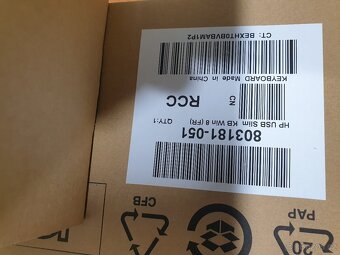 803181-051
HP USB Slim KB Win 8 (FR) QTY:1
CN
RCC
KEYBOARD Made in China
CT: BEXHT0BVBAM1P2
CFB
20
PAP